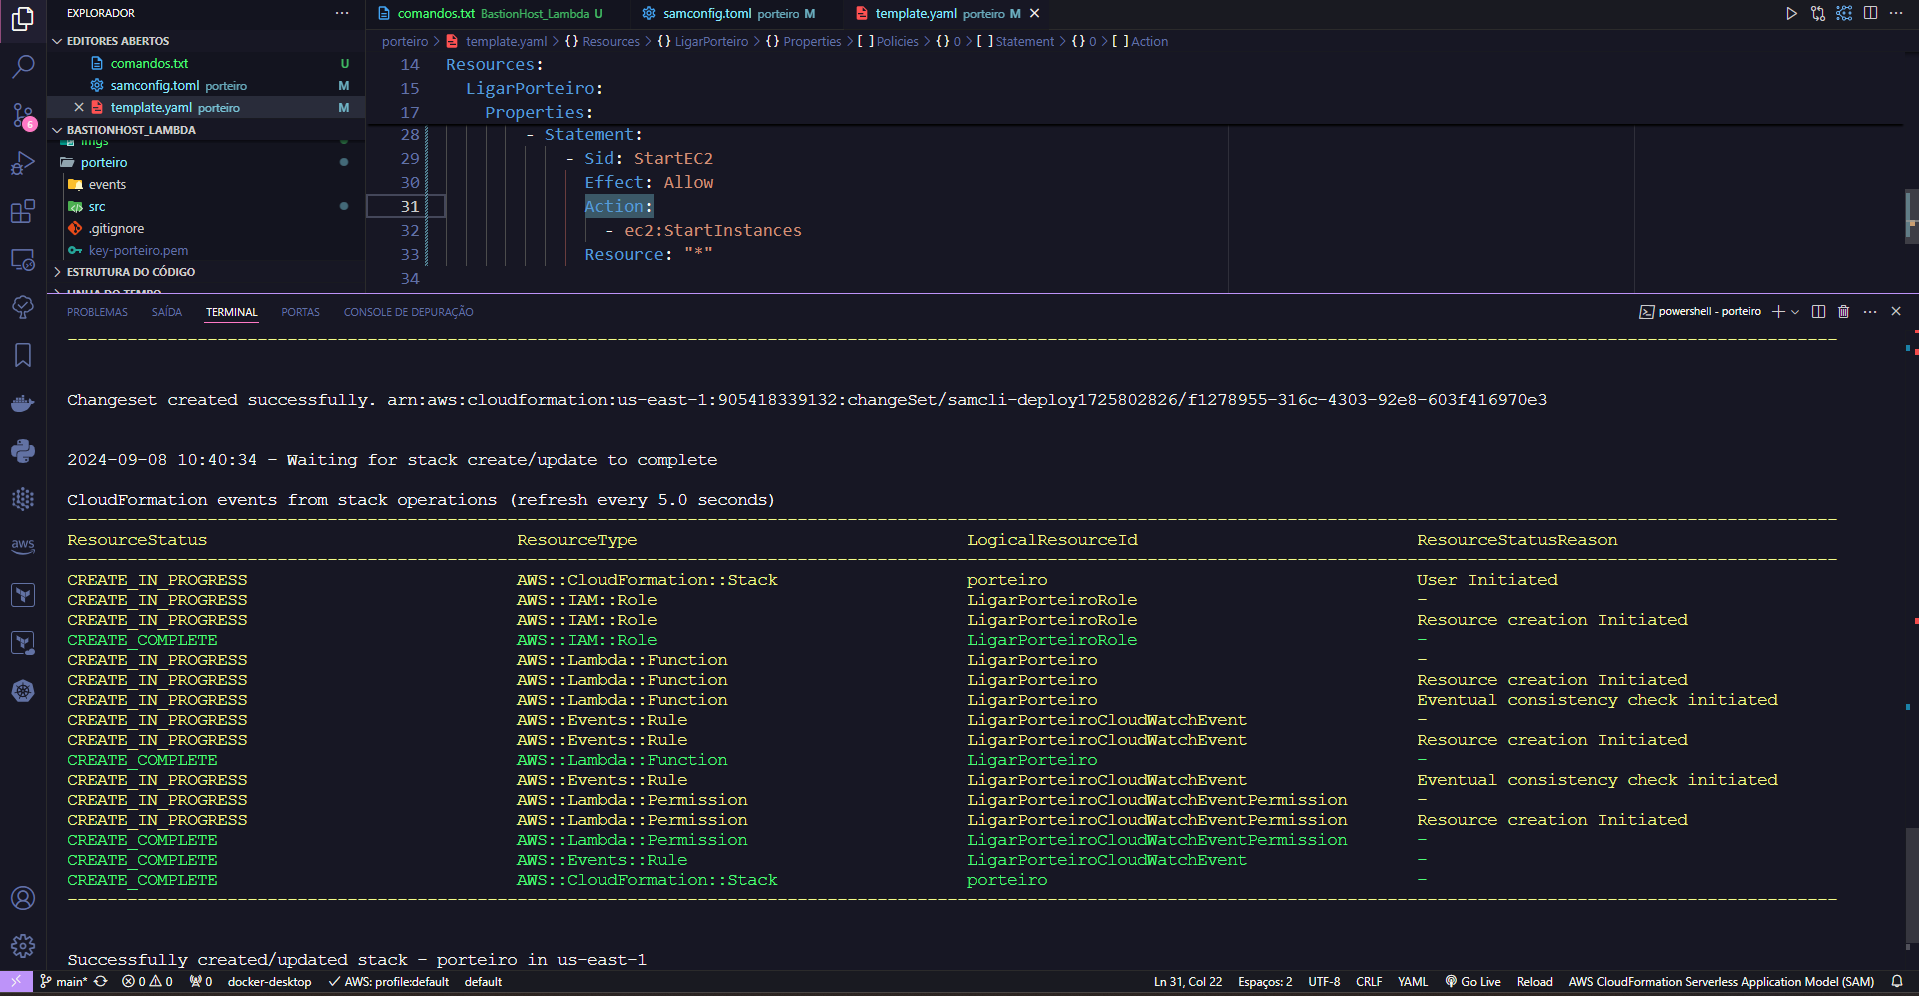 EXPLORADOR
EDITORES ABERTOS
comandos.txt U
samconfig.toml porteiro M
template.yaml porteiro M
BASTIONHOST_LAMBDA
imgs
porteiro
events
src
.gitignore
key-porteiro.pem
ESTRUTURA DO CÓDIGO
LINHA DO TEMPO
comandos.txt BastionHost_Lambda U
samconfig.toml porteiro M
template.yaml porteiro M
porteiro > template.yaml > {} Resources > {} LigarPorteiro > {} Properties > [ ] Policies > {} 0 > [ ] Statement > {} 0 > [ ] Action
14 Resources:
15 LigarPorteiro:
17 Properties:
28 - Statement:
29 - Sid: StartEC2
30 Effect: Allow
31 Action:
32 - ec2:StartInstances
33 Resource: "*"
34
PROBLEMAS SAÍDA TERMINAL PORTAS CONSOLE DE DEPURAÇÃO
powershell - porteiro
Changeset created successfully. arn:aws:cloudformation:us-east-1:905418339132:changeSet/samcli-deploy1725802826/f1278955-316c-4303-92e8-603f416970e3
2024-09-08 10:40:34 - Waiting for stack create/update to complete
CloudFormation events from stack operations (refresh every 5.0 seconds)
ResourceStatus ResourceType LogicalResourceId ResourceStatusReason
CREATE_IN_PROGRESS AWS::CloudFormation::Stack porteiro User Initiated
CREATE_IN_PROGRESS AWS::IAM::Role LigarPorteiroRole -
CREATE_IN_PROGRESS AWS::IAM::Role LigarPorteiroRole Resource creation Initiated
CREATE_COMPLETE AWS::IAM::Role LigarPorteiroRole -
CREATE_IN_PROGRESS AWS::Lambda::Function LigarPorteiro -
CREATE_IN_PROGRESS AWS::Lambda::Function LigarPorteiro Resource creation Initiated
CREATE_IN_PROGRESS AWS::Lambda::Function LigarPorteiro Eventual consistency check initiated
CREATE_IN_PROGRESS AWS::Events::Rule LigarPorteiroCloudWatchEvent -
CREATE_IN_PROGRESS AWS::Events::Rule LigarPorteiroCloudWatchEvent Resource creation Initiated
CREATE_COMPLETE AWS::Lambda::Function LigarPorteiro -
CREATE_IN_PROGRESS AWS::Events::Rule LigarPorteiroCloudWatchEvent Eventual consistency check initiated
CREATE_IN_PROGRESS AWS::Lambda::Permission LigarPorteiroCloudWatchEventPermission -
CREATE_IN_PROGRESS AWS::Lambda::Permission LigarPorteiroCloudWatchEventPermission Resource creation Initiated
CREATE_COMPLETE AWS::Lambda::Permission LigarPorteiroCloudWatchEventPermission -
CREATE_COMPLETE AWS::Events::Rule LigarPorteiroCloudWatchEvent -
CREATE_COMPLETE AWS::CloudFormation::Stack porteiro -
Successfully created/updated stack - porteiro in us-east-1
6
aws
main* 0 0 0 docker-desktop AWS: profile:default default
Ln 31, Col 22 Espaços: 2 UTF-8 CRLF YAML Go Live Reload AWS CloudFormation Serverless Application Model (SAM)